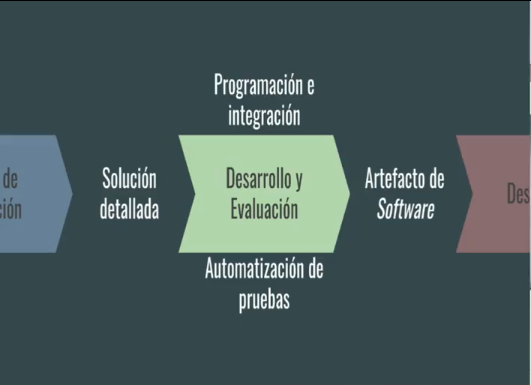 Programación e
integración
de
ción
Solución
detallada
Desarrollo y
Evaluación
Artefacto de
Software
Des
Automatización de
pruebas